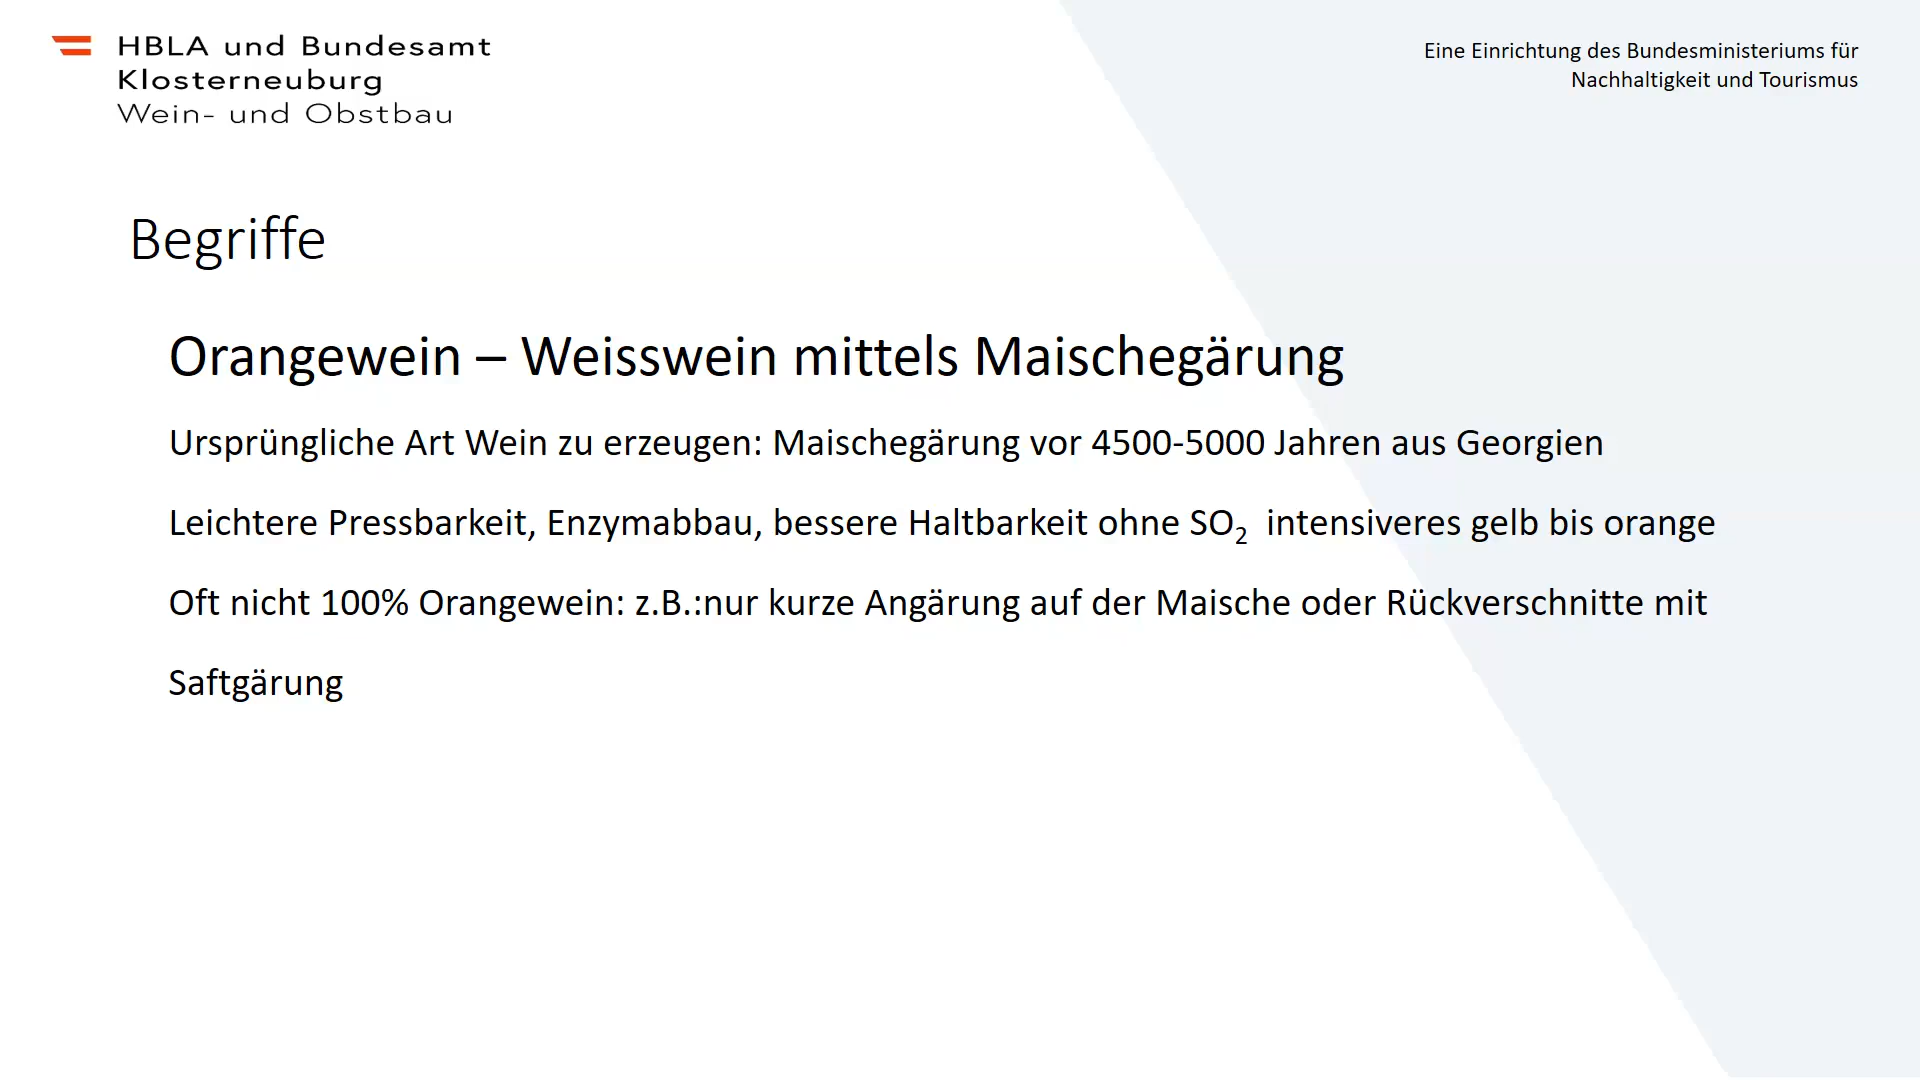 HBLA und Bundesamt
Klosterneuburg
Wein- und Obstbau
Eine Einrichtung des Bundesministeriums für
Nachhaltigkeit und Tourismus
Begriffe
Orangewein – Weisswein mittels Maischegärung
Ursprüngliche Art Wein zu erzeugen: Maischegärung vor 4500-5000 Jahren aus Georgien
Leichtere Pressbarkeit, Enzymabbau, bessere Haltbarkeit ohne SO₂ intensiveres gelb bis orange
Oft nicht 100% Orangewein: z.B.:nur kurze Angärung auf der Maische oder Rückverschnitte mit
Saftgärung